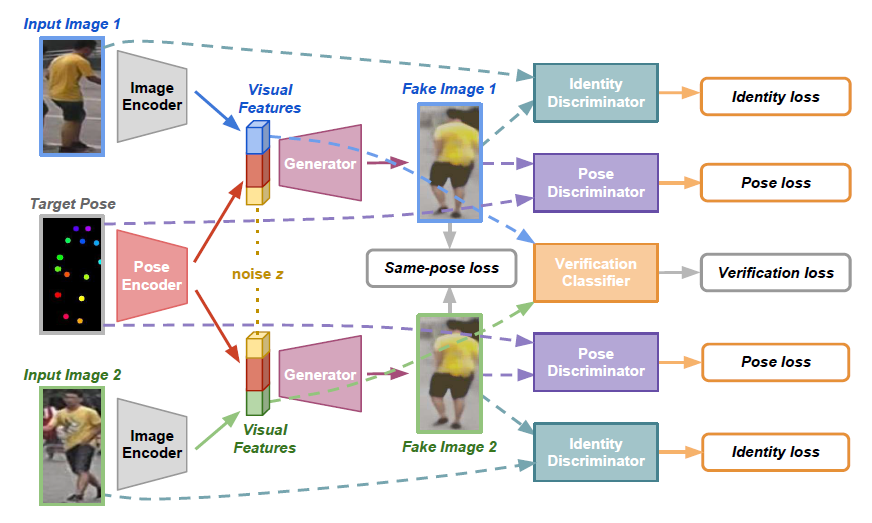 Input Image 1
Image
Encoder
Visual
Features
Generator
Fake Image 1
Identity
Discriminator
Identity loss
Pose
Discriminator
Pose loss
Target Pose
Pose
Encoder
noise z
Same-pose loss
Verification
Classifier
Verification loss
Input Image 2
Image
Encoder
Visual
Features
Generator
Fake Image 2
Pose
Discriminator
Pose loss
Identity
Discriminator
Identity loss